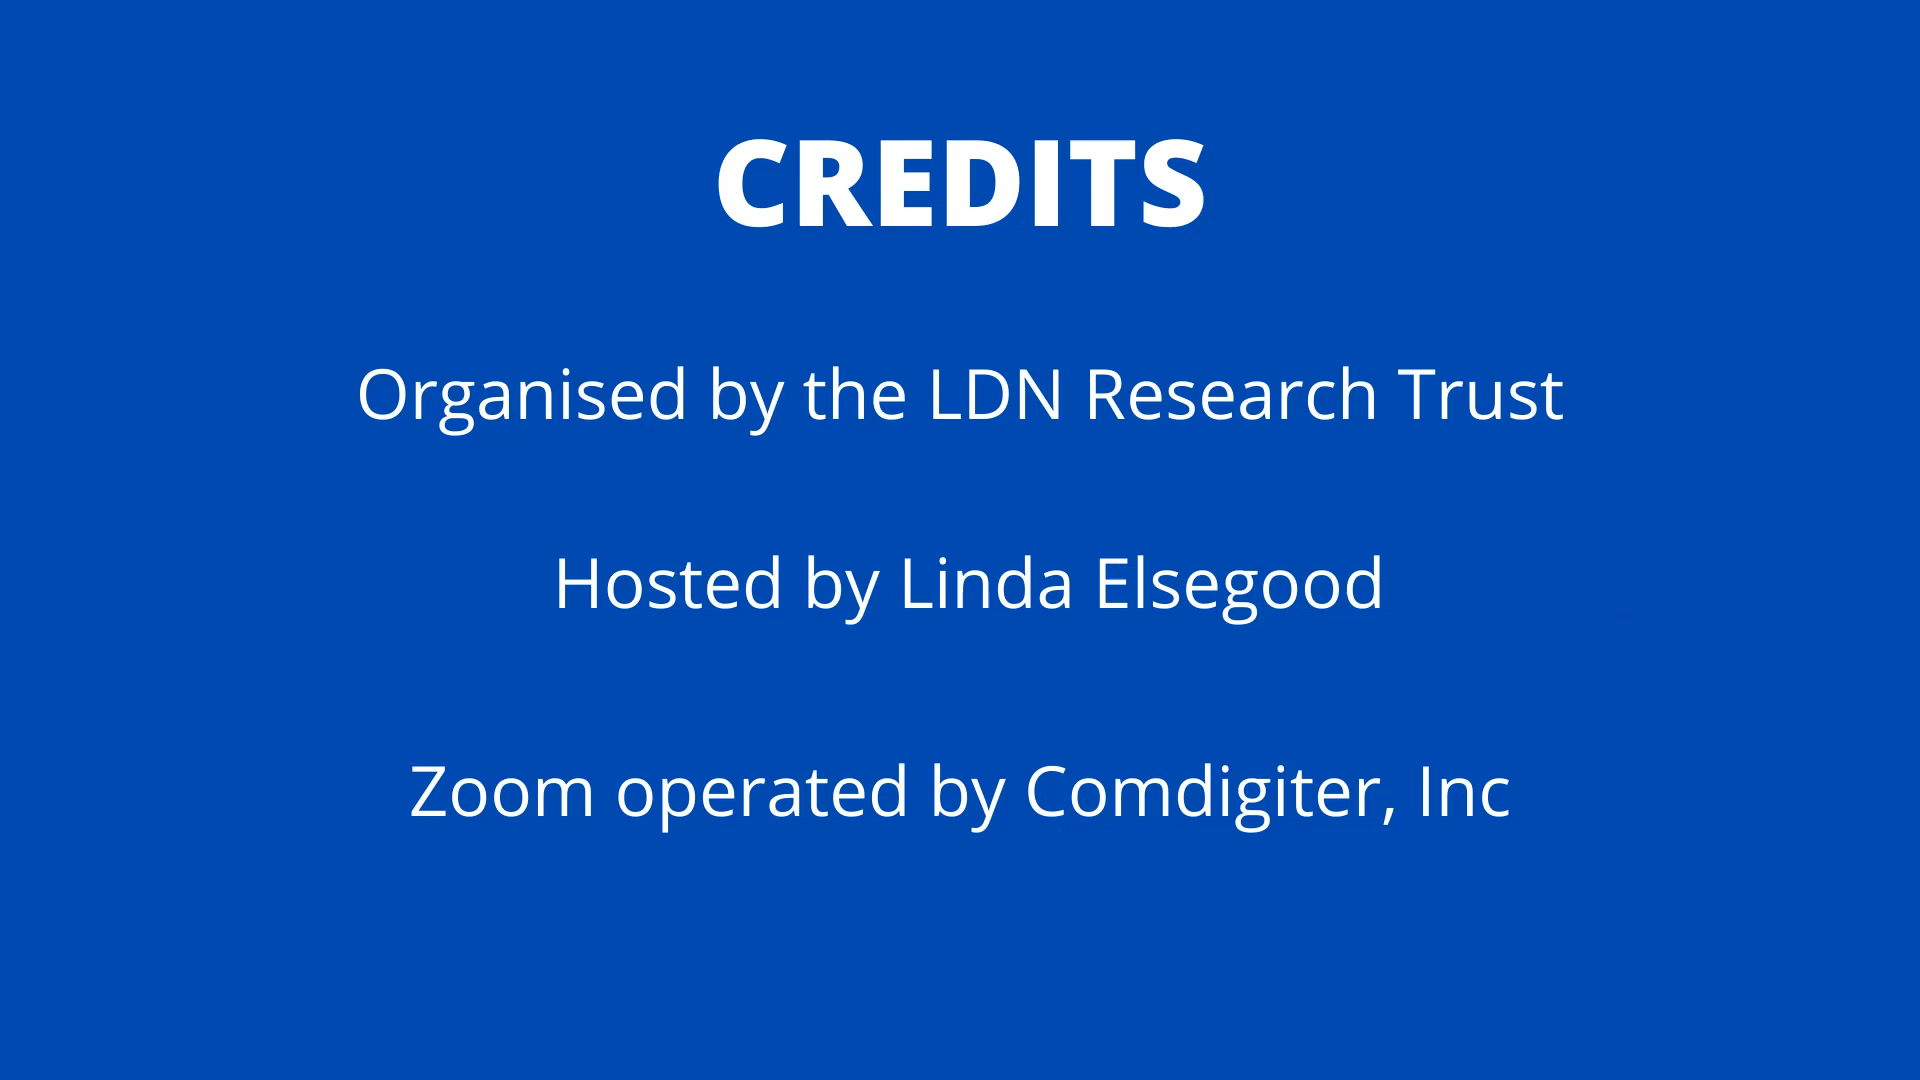 CREDITS
Organised by the LDN Research Trust
Hosted by Linda Elsegood
Zoom operated by Comdigiter, Inc